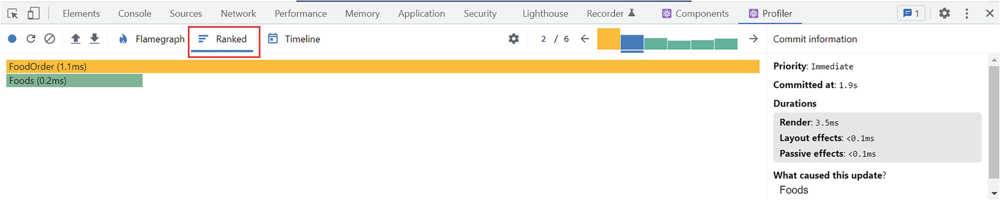 Elements Console Sources Network Performance Memory Application Security Lighthouse Recorder Components Profiler 1
Flamegraph Ranked Timeline 2 / 6 Commit information
FoodOrder (1.1ms)
Foods (0.2ms)
Priority: Immediate
Committed at: 1.9s
Durations
Render: 3.5ms
Layout effects: <0.1ms
Passive effects: <0.1ms
What caused this update?
Foods